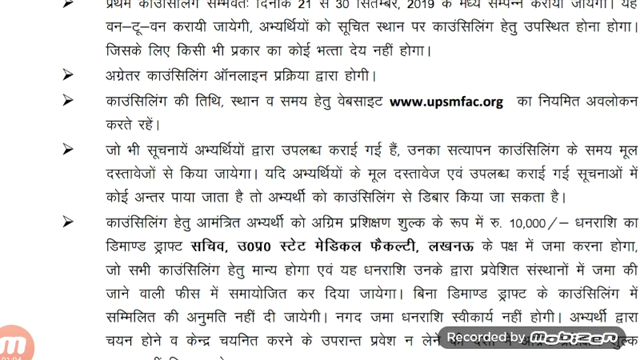 प्रथम काउंसिलिंग सम्भवतः दिनांक 21 से 30 सितम्बर, 2019 के मध्य सम्पन्न करायी जायेगी। यह
वन–टू–वन करायी जायेगी, अभ्यर्थियों को सूचित स्थान पर काउंसिलिंग हेतु उपस्थित होना होगा।
जिसके लिए किसी भी प्रकार का कोई भत्ता देय नहीं होगा।
➤ अग्रेतर काउंसिलिंग ऑनलाइन प्रक्रिया द्वारा होगी।
➤ काउंसिलिंग की तिथि, स्थान व समय हेतु वेबसाइट www.upsmfac.org का नियमित अवलोकन
करते रहें।
➤ जो भी सूचनायें अभ्यर्थियों द्वारा उपलब्ध कराई गई हैं, उनका सत्यापन काउंसिलिंग के समय मूल
दस्तावेजों से किया जायेगा। यदि अभ्यर्थियों के मूल दस्तावेज एवं उपलब्ध कराई गई सूचनाओं में
कोई अन्तर पाया जाता है तो अभ्यर्थी को काउंसिलिंग से डिबार किया जा सकता है।
➤ काउंसिलिंग हेतु आमंत्रित अभ्यर्थी को अग्रिम प्रशिक्षण शुल्क के रूप में रु. 10,000/– धनराशि का
डिमाण्ड ड्राफ्ट सचिव, उ0प्र0 स्टेट मेडिकल फैकल्टी, लखनऊ के पक्ष में जमा करना होगा,
जो सभी काउंसिलिंग हेतु मान्य होगा एवं यह धनराशि उनके द्वारा प्रवेशित संस्थानों में जमा की
जाने वाली फीस में समायोजित कर दिया जायेगा। बिना डिमाण्ड ड्राफ्ट के काउंसिलिंग में
सम्मिलित की अनुमति नहीं दी जायेगी। नगद जमा धनराशि स्वीकार्य नहीं होगी। अभ्यर्थी द्वारा
चयन होने व केन्द्र चयनित करने के उपरान्त प्रवेश न लेने
Recorded by Mobizen
01:04